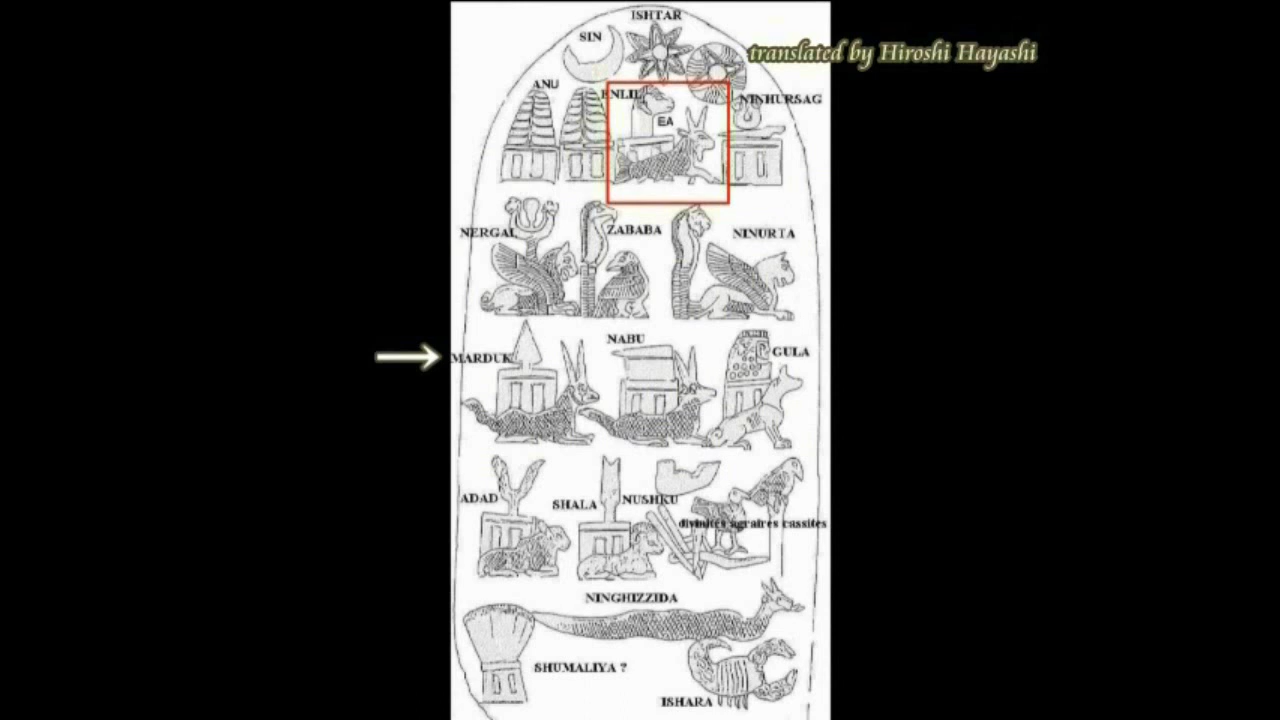 ISHTAR
SIN
translated by Hiroshi Hayashi
ANU
ENLIL
NINHURSAG
EA
NERGAL
ZABABA
NINURTA
MARDUK
NABU
GULA
ADAD
SHALA
NUSHKU
divinités agraires cassites
NINGHIZZIDA
SHUMALIYA ?
ISHARA